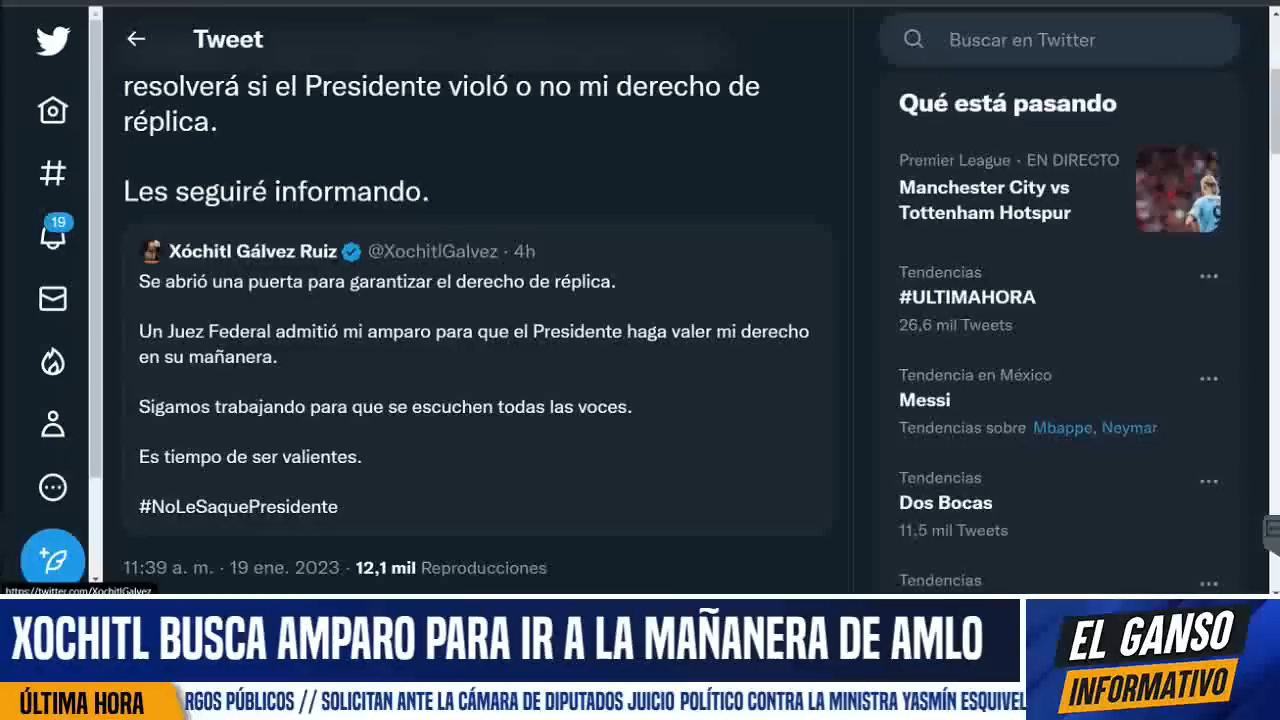 Tweet
resolverá si el Presidente violó o no mi derecho de
réplica.
Les seguiré informando.
Xóchitl Gálvez Ruiz @XochitlGalvez · 4h
Se abrió una puerta para garantizar el derecho de réplica.
Un Juez Federal admitió mi amparo para que el Presidente haga valer mi derecho
en su mañanera.
Sigamos trabajando para que se escuchen todas las voces.
Es tiempo de ser valientes.
#NoLeSaquePresidente
11:39 a. m. · 19 ene. 2023 · 12,1 mil Reproducciones
19
https://twitter.com/XochitlGalvez
Buscar en Twitter
Qué está pasando
Premier League · EN DIRECTO
Manchester City vs
Tottenham Hotspur
Tendencias
#ULTIMAHORA
26,6 mil Tweets
Tendencia en México
Messi
Tendencias sobre Mbappe, Neymar
Tendencias
Dos Bocas
11.5 mil Tweets
Tendencias
XOCHITL BUSCA AMPARO PARA IR A LA MAÑANERA DE AMLO
EL GANSO
INFORMATIVO
ÚLTIMA HORA
RGOS PÚBLICOS // SOLICITAN ANTE LA CÁMARA DE DIPUTADOS JUICIO POLÍTICO CONTRA LA MINISTRA YASMÍN ESQUIVEL